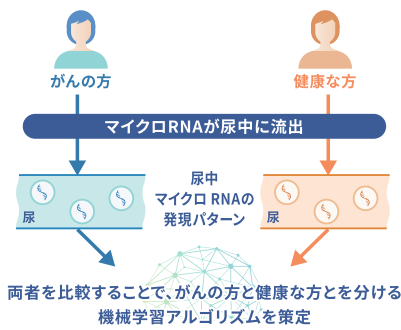 がんの方
健康な方
マイクロRNAが尿中に流出
尿
尿中
マイクロ RNAの
発現パターン
尿
両者を比較することで、がんの方と健康な方とを分ける
機械学習アルゴリズムを策定